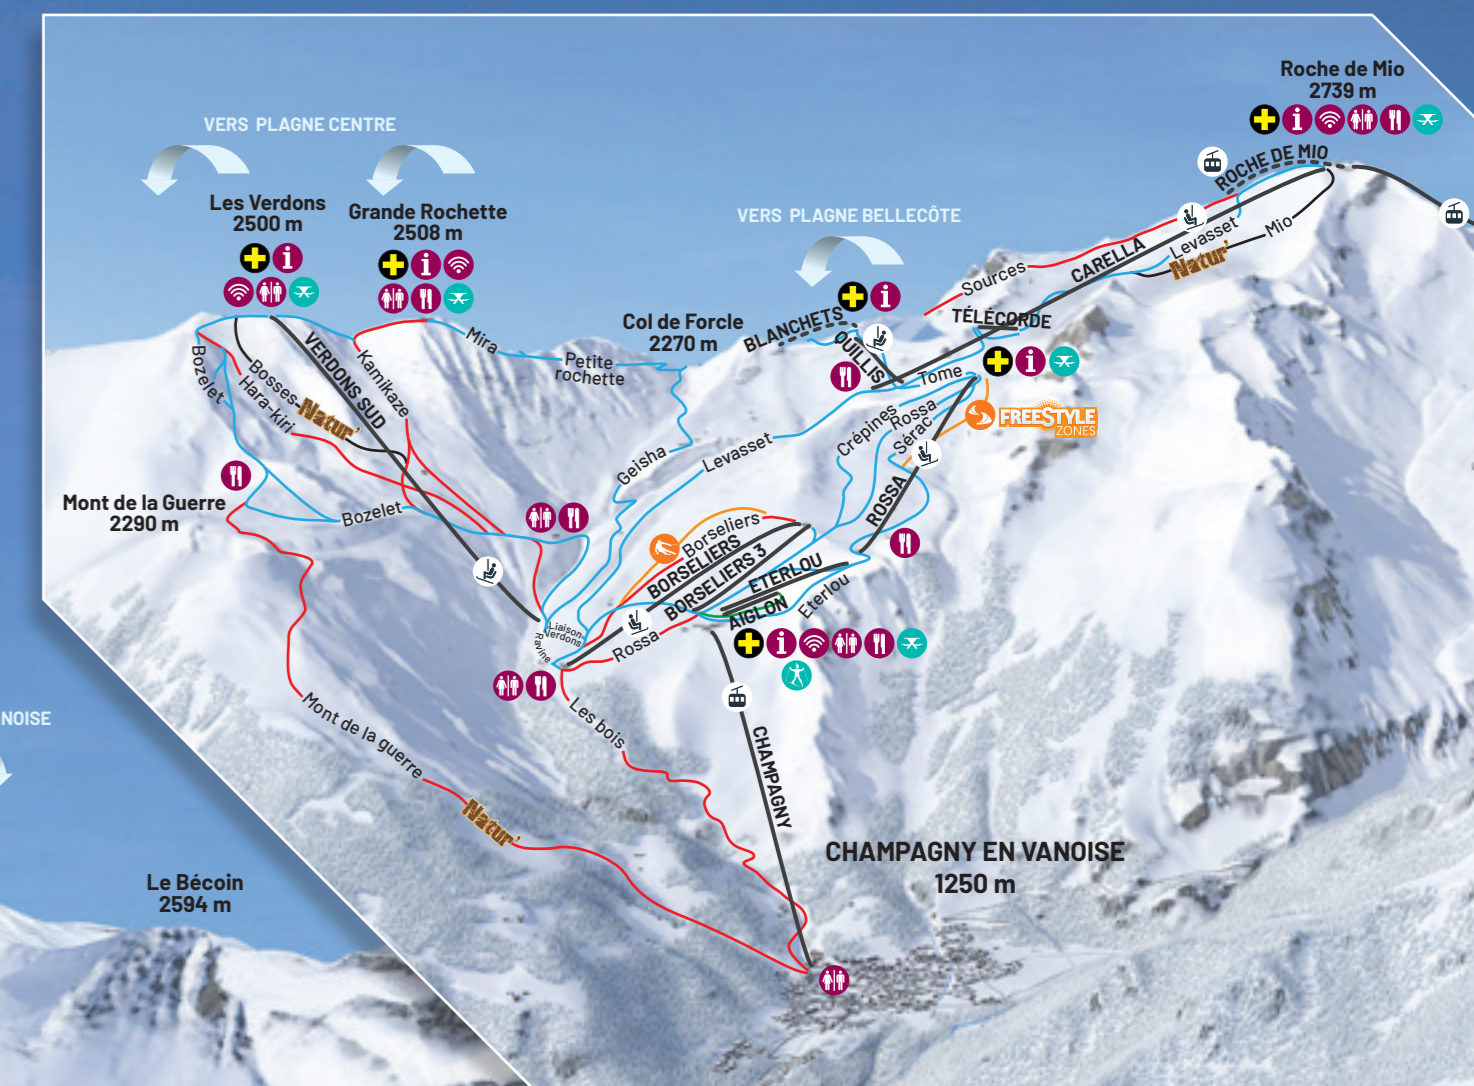 Roche de Mio
2739 m
VERS PLAGNE CENTRE
ROCHE DE MIO
Les Verdons
2500 m
Grande Rochette
2508 m
VERS PLAGNE BELLECÔTE
Levasset
Mio
Natur'
CARELLA
Sources
Col de Forcle
2270 m
BLANCHETS
TÉLÉCORDE
QUILLIS
Tome
Mira
Petite
rochette
Bozelet
Bosses
Natur'
Hara-kiri
VERDONS SUD
Kamikaze
Crépines
Rossa
Sérac
FREESTYLE
ZONES
Geisha
Levasset
ROSSA
Mont de la Guerre
2290 m
Bozelet
Borseliers
BORSELIERS
BORSELIERS 3
ETERLOU
AIGLON
Eterlou
Liaison
Verdons
Ravine
Rossa
Les bois
Mont de la guerre
Natur'
CHAMPAGNY
NOISE
CHAMPAGNY EN VANOISE
1250 m
Le Bécoin
2594 m